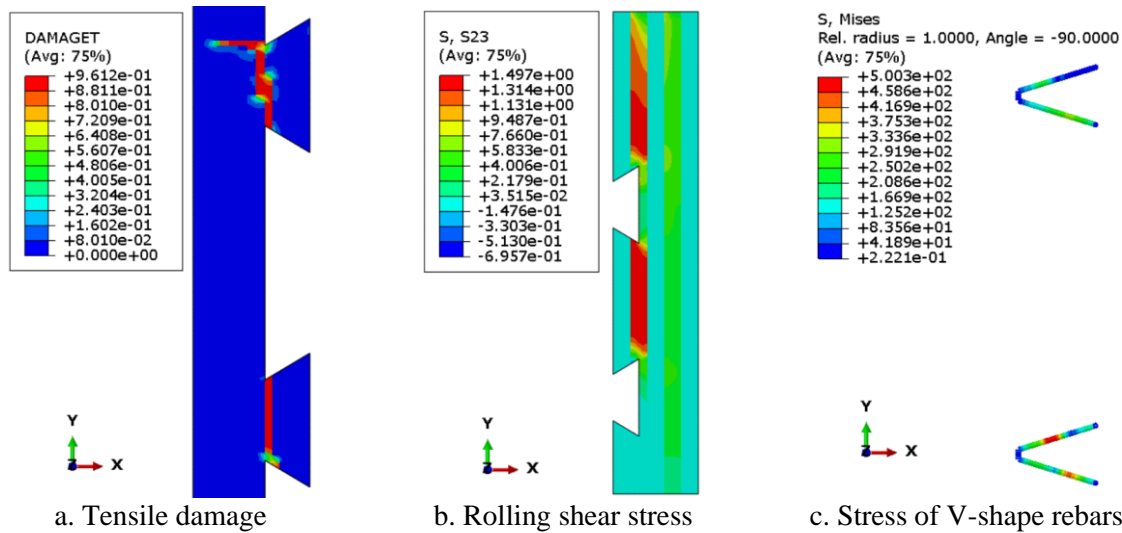 DAMAGET
(Avg: 75%)
+9.612e-01
+8.811e-01
+8.010e-01
+7.209e-01
+6.408e-01
+5.607e-01
+4.806e-01
+4.005e-01
+3.204e-01
+2.403e-01
+1.602e-01
+8.010e-02
+0.000e+00
Y
Z
X
a. Tensile damage
S, S23
(Avg: 75%)
+1.497e+00
+1.314e+00
+1.131e+00
+9.487e-01
+7.660e-01
+5.833e-01
+4.006e-01
+2.179e-01
+3.515e-02
-1.476e-01
-3.303e-01
-5.130e-01
-6.957e-01
Y
Z
X
b. Rolling shear stress
S, Mises
Rel. radius = 1.0000, Angle = -90.0000
(Avg: 75%)
+5.003e+02
+4.586e+02
+4.169e+02
+3.753e+02
+3.336e+02
+2.919e+02
+2.502e+02
+2.086e+02
+1.669e+02
+1.252e+02
+8.356e+01
+4.189e+01
+2.221e-01
Y
Z
X
c. Stress of V-shape rebars